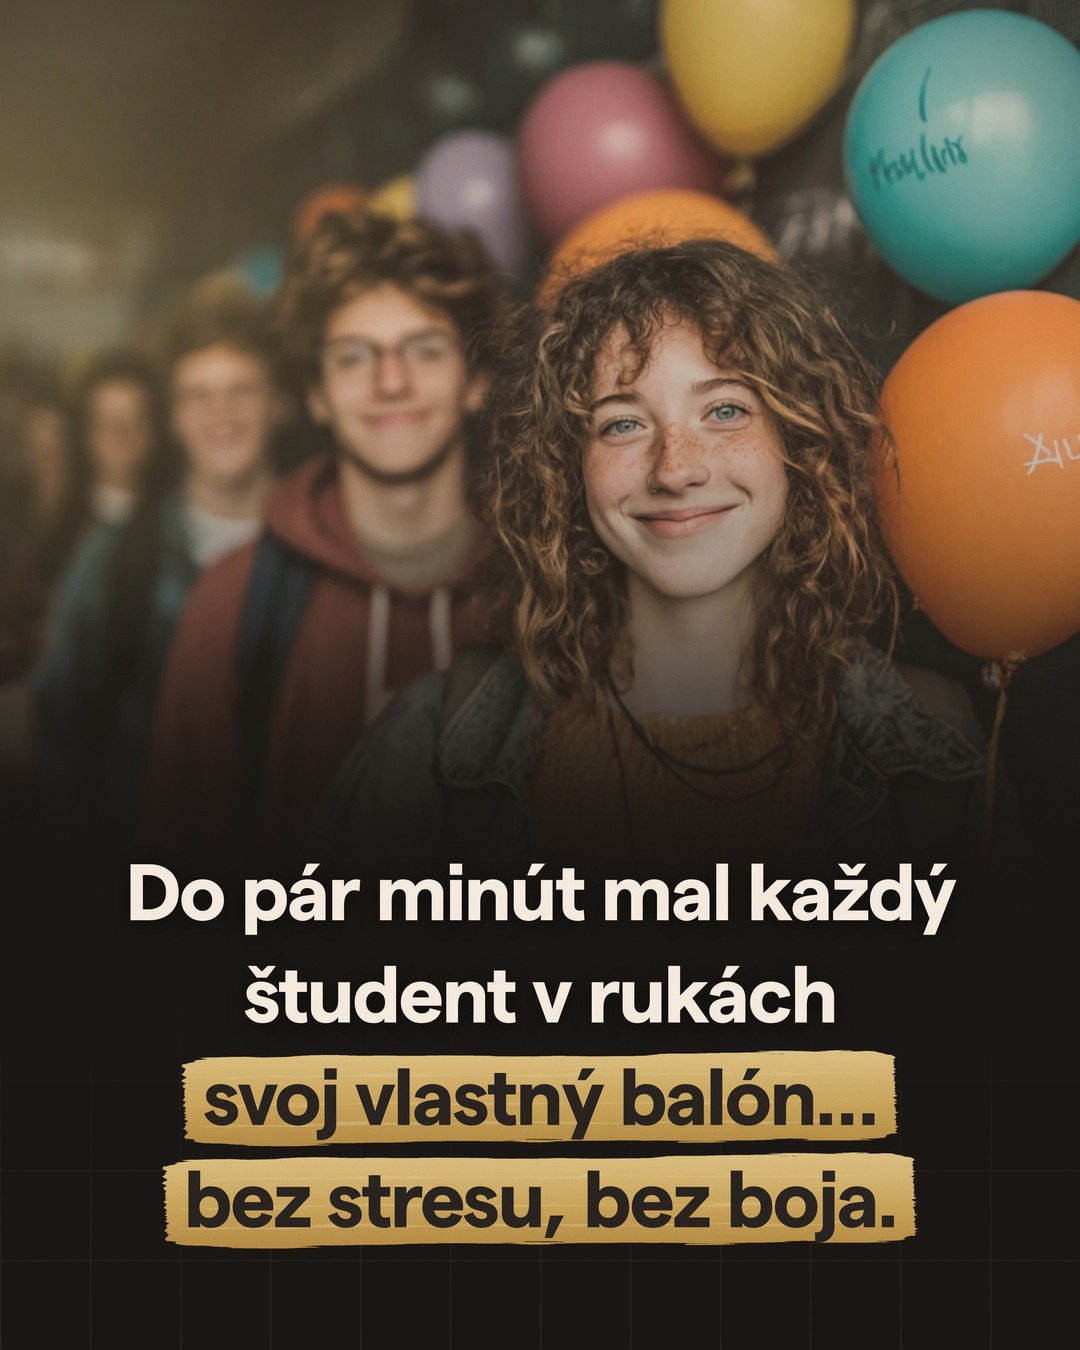 Do pár minút mal každý
študent v rukách
svoj vlastný balón...
bez stresu, bez boja.